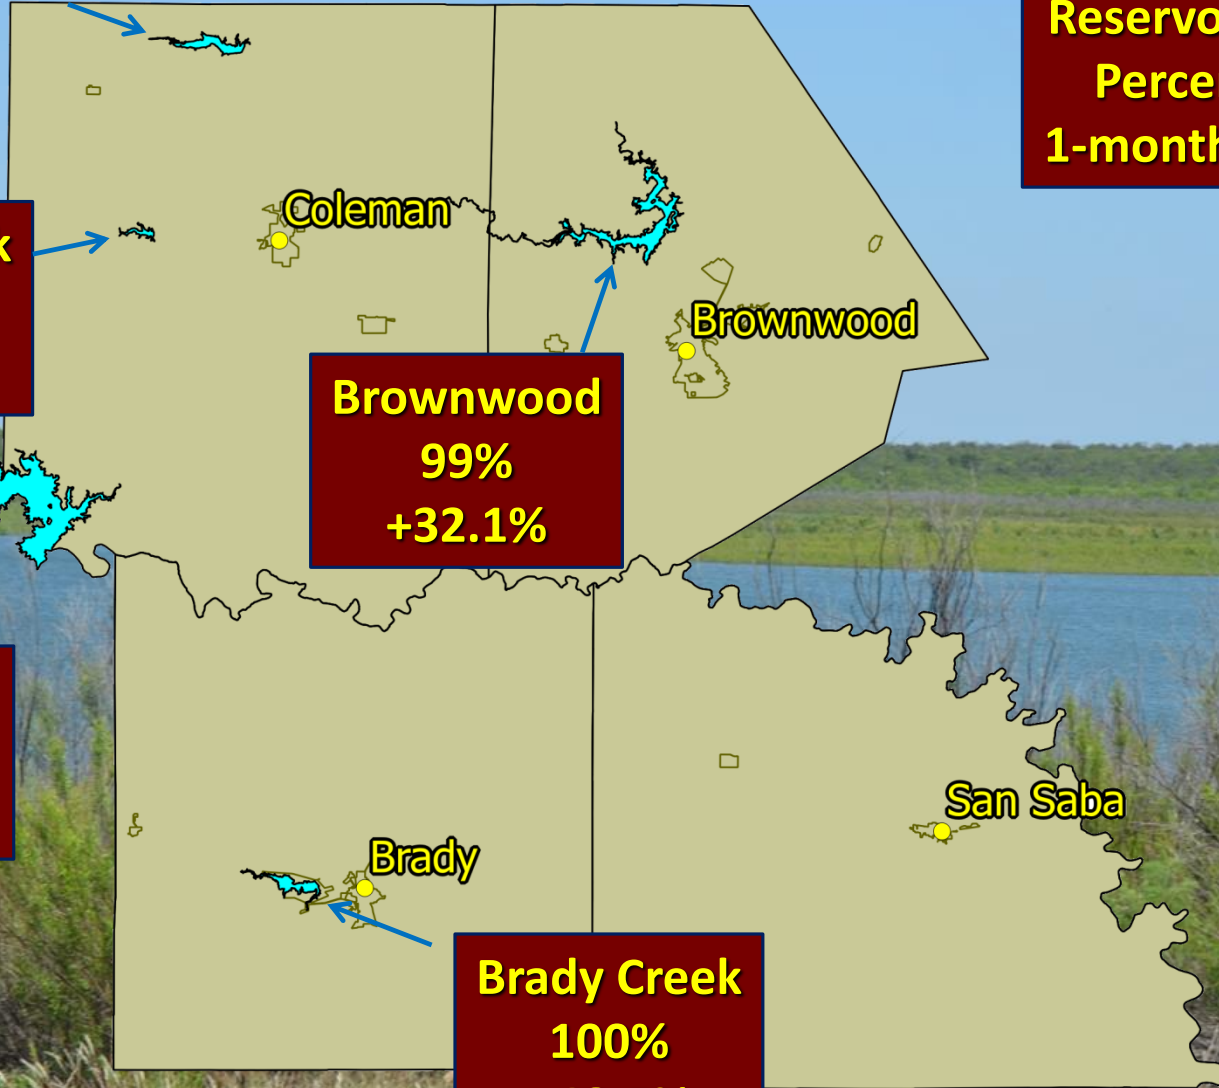 Reservo
Perce
1-month
Coleman
k
Brownwood
Brownwood
99%
+32.1%
San Saba
Brady
Brady Creek
100%